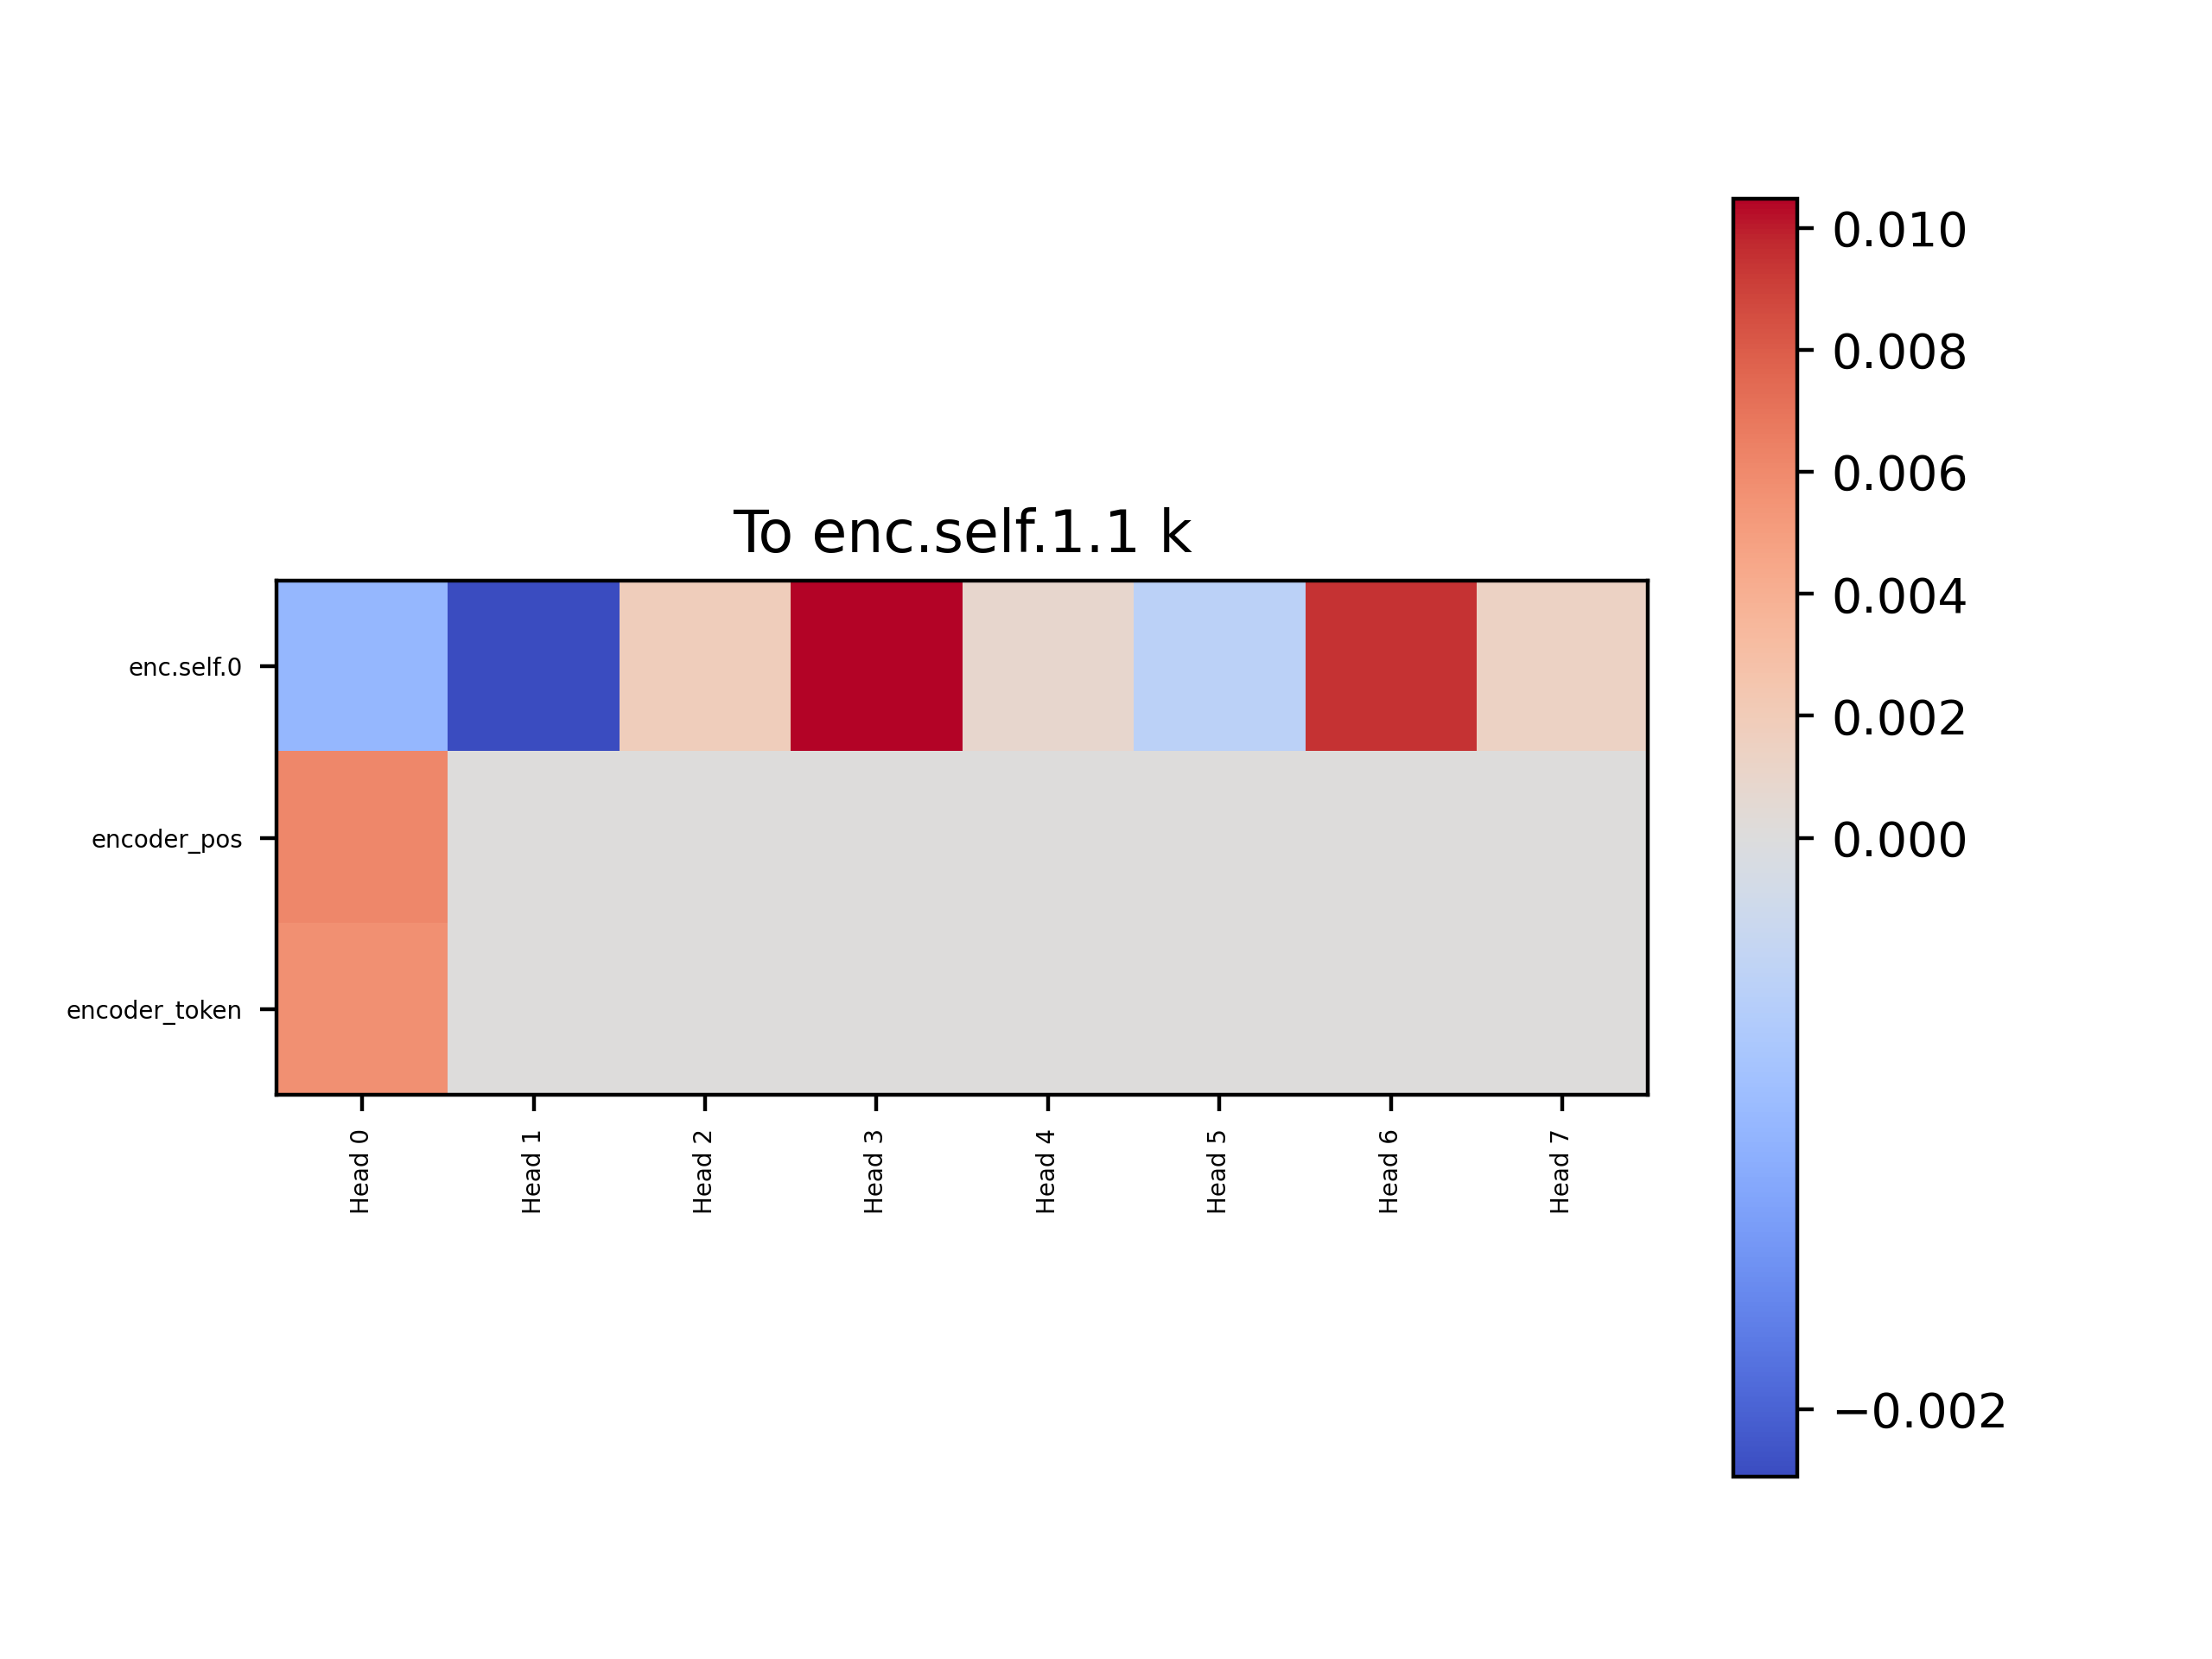 To enc.self.1.1 k
enc.self.0
encoder_pos
encoder_token
Head 0
Head 1
Head 2
Head 3
Head 4
Head 5
Head 6
Head 7
0.010
0.008
0.006
0.004
0.002
0.000
−0.002